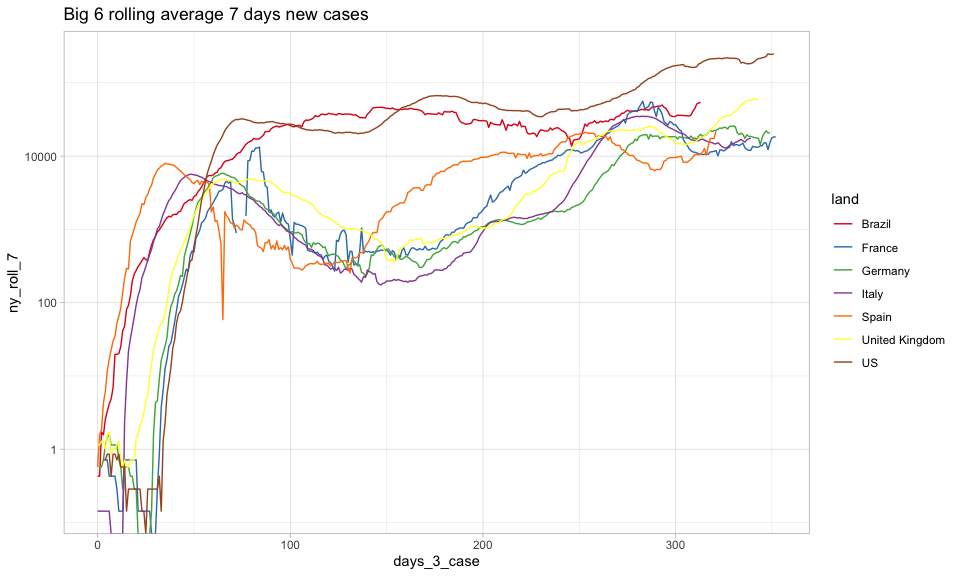 Big 6 rolling average 7 days new cases
ny_roll_7
10000
100
1
0
100
200
300
days_3_case
land
Brazil
France
Germany
Italy
Spain
United Kingdom
US